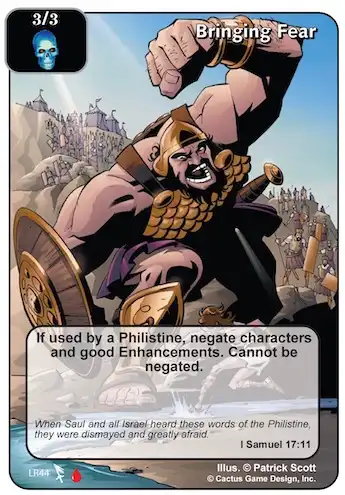 3/3
Bringing Fear
If used by a Philistine, negate characters
and good Enhancements. Cannot be
negated.
When Saul and all Israel heard these words of the Philistine,
they were dismayed and greatly afraid.
I Samuel 17:11
LR44
Illus. © Patrick Scott
© Cactus Game Design, Inc.